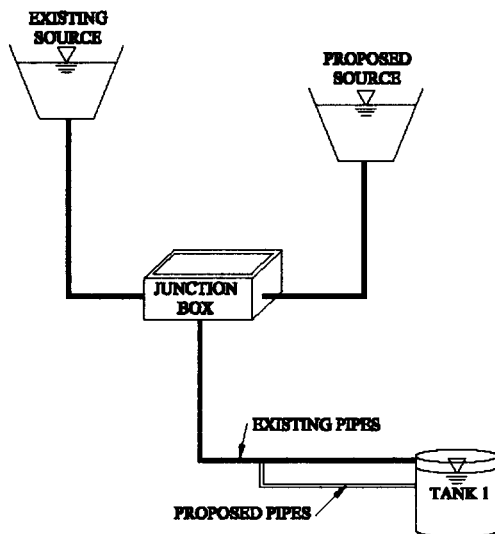 EXISTING
SOURCE
PROPOSED
SOURCE
JUNCTION
BOX
EXISTING PIPES
TANK 1
PROPOSED PIPES